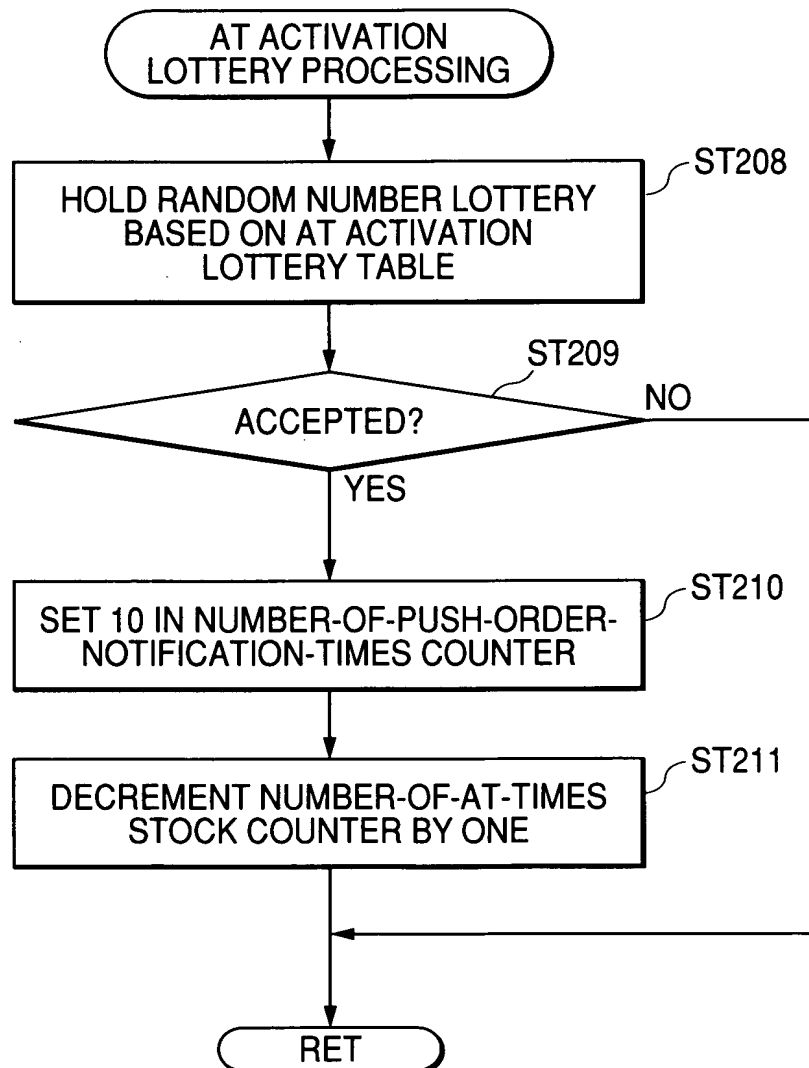 AT ACTIVATION
LOTTERY PROCESSING
ST208
HOLD RANDOM NUMBER LOTTERY
BASED ON AT ACTIVATION
LOTTERY TABLE
ST209
ACCEPTED?
NO
YES
ST210
SET 10 IN NUMBER-OF-PUSH-ORDER-
NOTIFICATION-TIMES COUNTER
ST211
DECREMENT NUMBER-OF-AT-TIMES
STOCK COUNTER BY ONE
RET